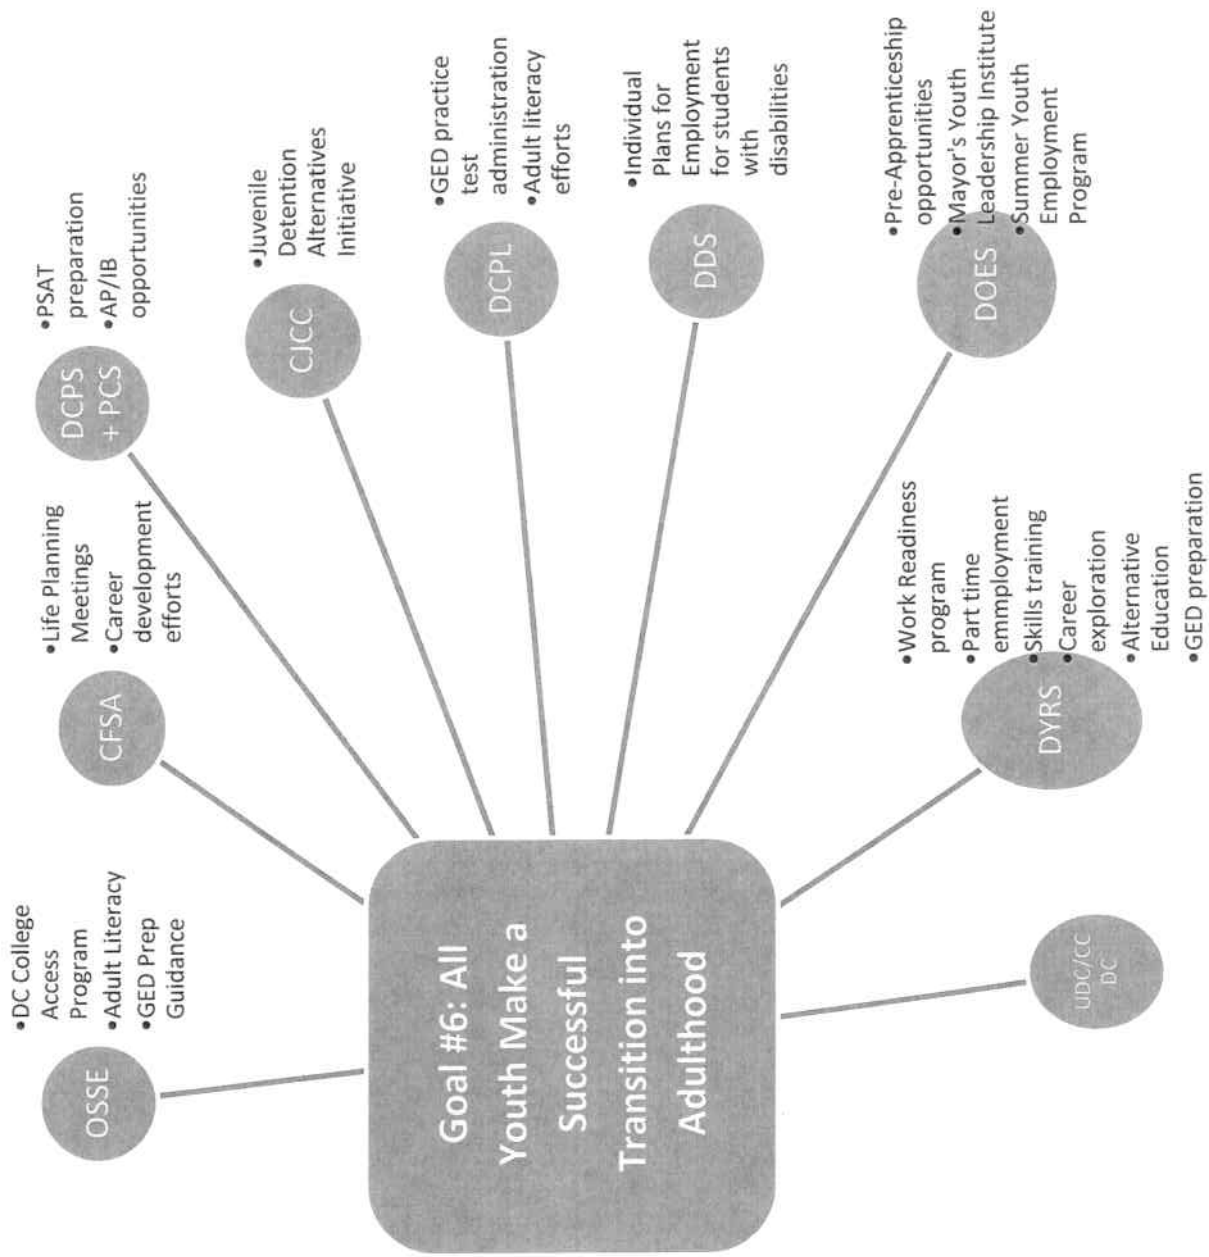 Goal #6: All
Youth Make a
Successful
Transition into
Adulthood
OSSE
•DC College
Access
Program
•Adult Literacy
•GED Prep
Guidance
CFSA
•Life Planning
Meetings
•Career
development
efforts
DCPS
+ PCS
•PSAT
preparation
•AP/IB
opportunities
CJCC
•Juvenile
Detention
Alternatives
Initiative
DCPL
•GED practice
test
administration
•Adult literacy
efforts
DDS
•Individual
Plans for
Employment
for students
with
disabilities
DOES
•Pre-Apprenticeship
opportunities
•Mayor's Youth
Leadership Institute
•Summer Youth
Employment
Program
DYRS
•Work Readiness
program
•Part time
emmployment
•Skills training
•Career
exploration
•Alternative
Education
•GED preparation
UDC/CC
DC